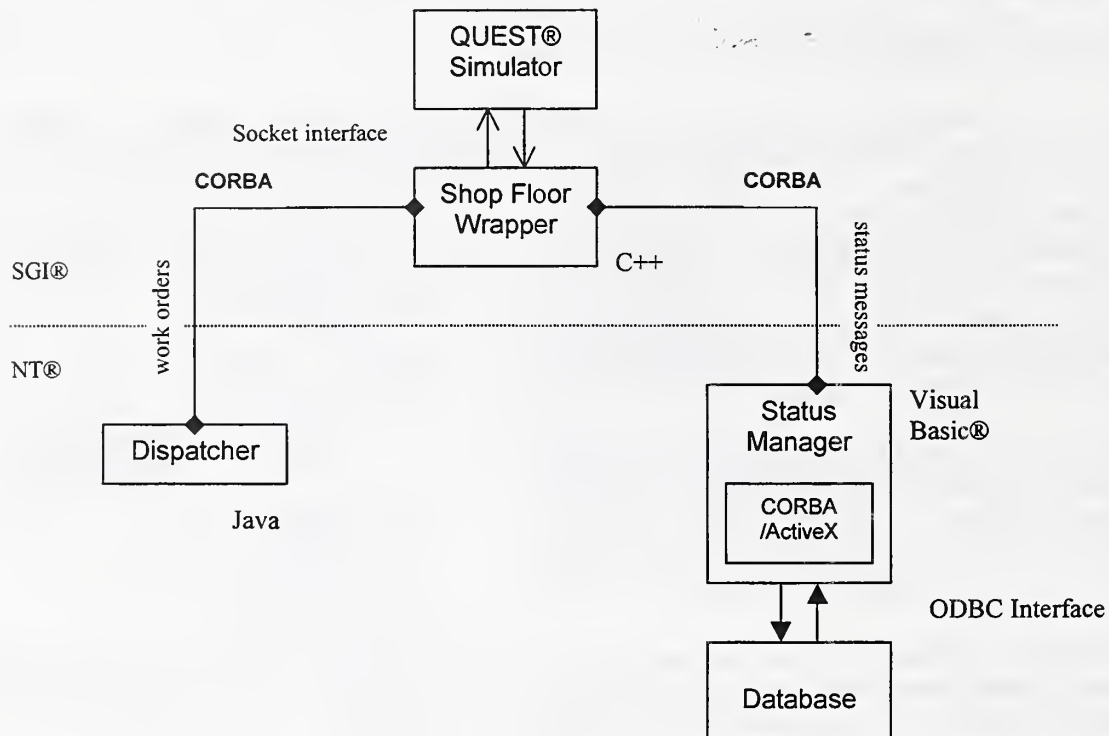 QUEST®
Simulator
Socket interface
CORBA
CORBA
Shop Floor
Wrapper
C++
SGI®
work orders
status messages
NT®
Dispatcher
Java
Status
Manager
Visual
Basic®
CORBA
/ActiveX
ODBC Interface
Database